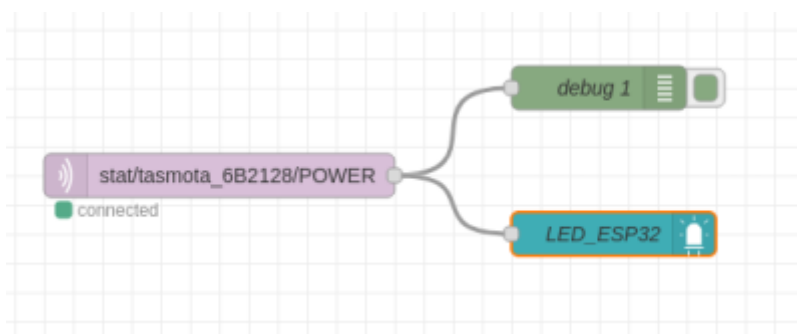 debug 1
stat/tasmota_6B2128/POWER
connected
LED_ESP32